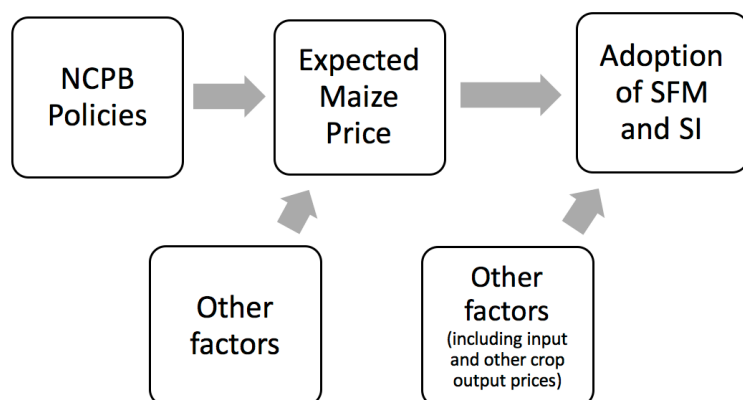 NCPB
Policies
Expected
Maize
Price
Adoption
of SFM
and SI
Other
factors
Other
factors
(including input
and other crop
output prices)